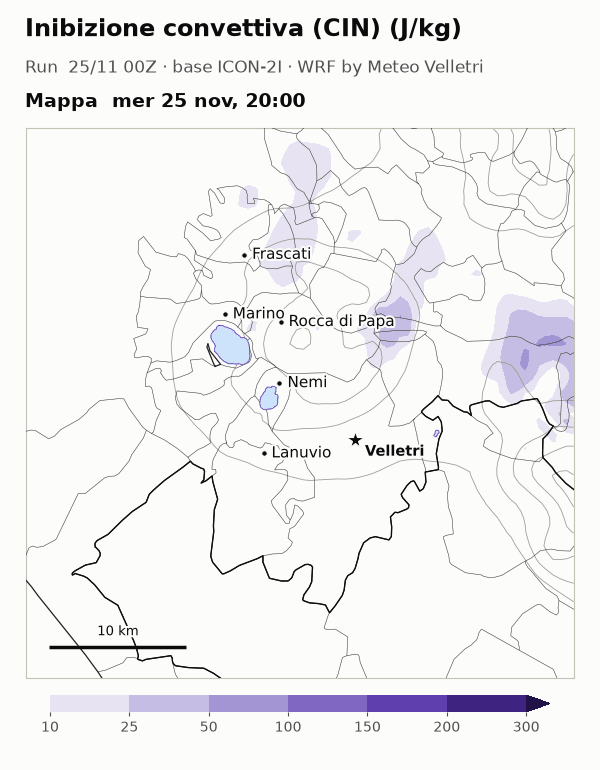 Inibizione convettiva (CIN) (J/kg)
Run  25/11 00Z · base ICON-2I · WRF by Meteo Velletri
Mappa  mer 25 nov, 20:00
Frascati
Marino
Rocca di Papa
Nemi
Lanuvio
Velletri
10 km
10 25 50 100 150 200 300